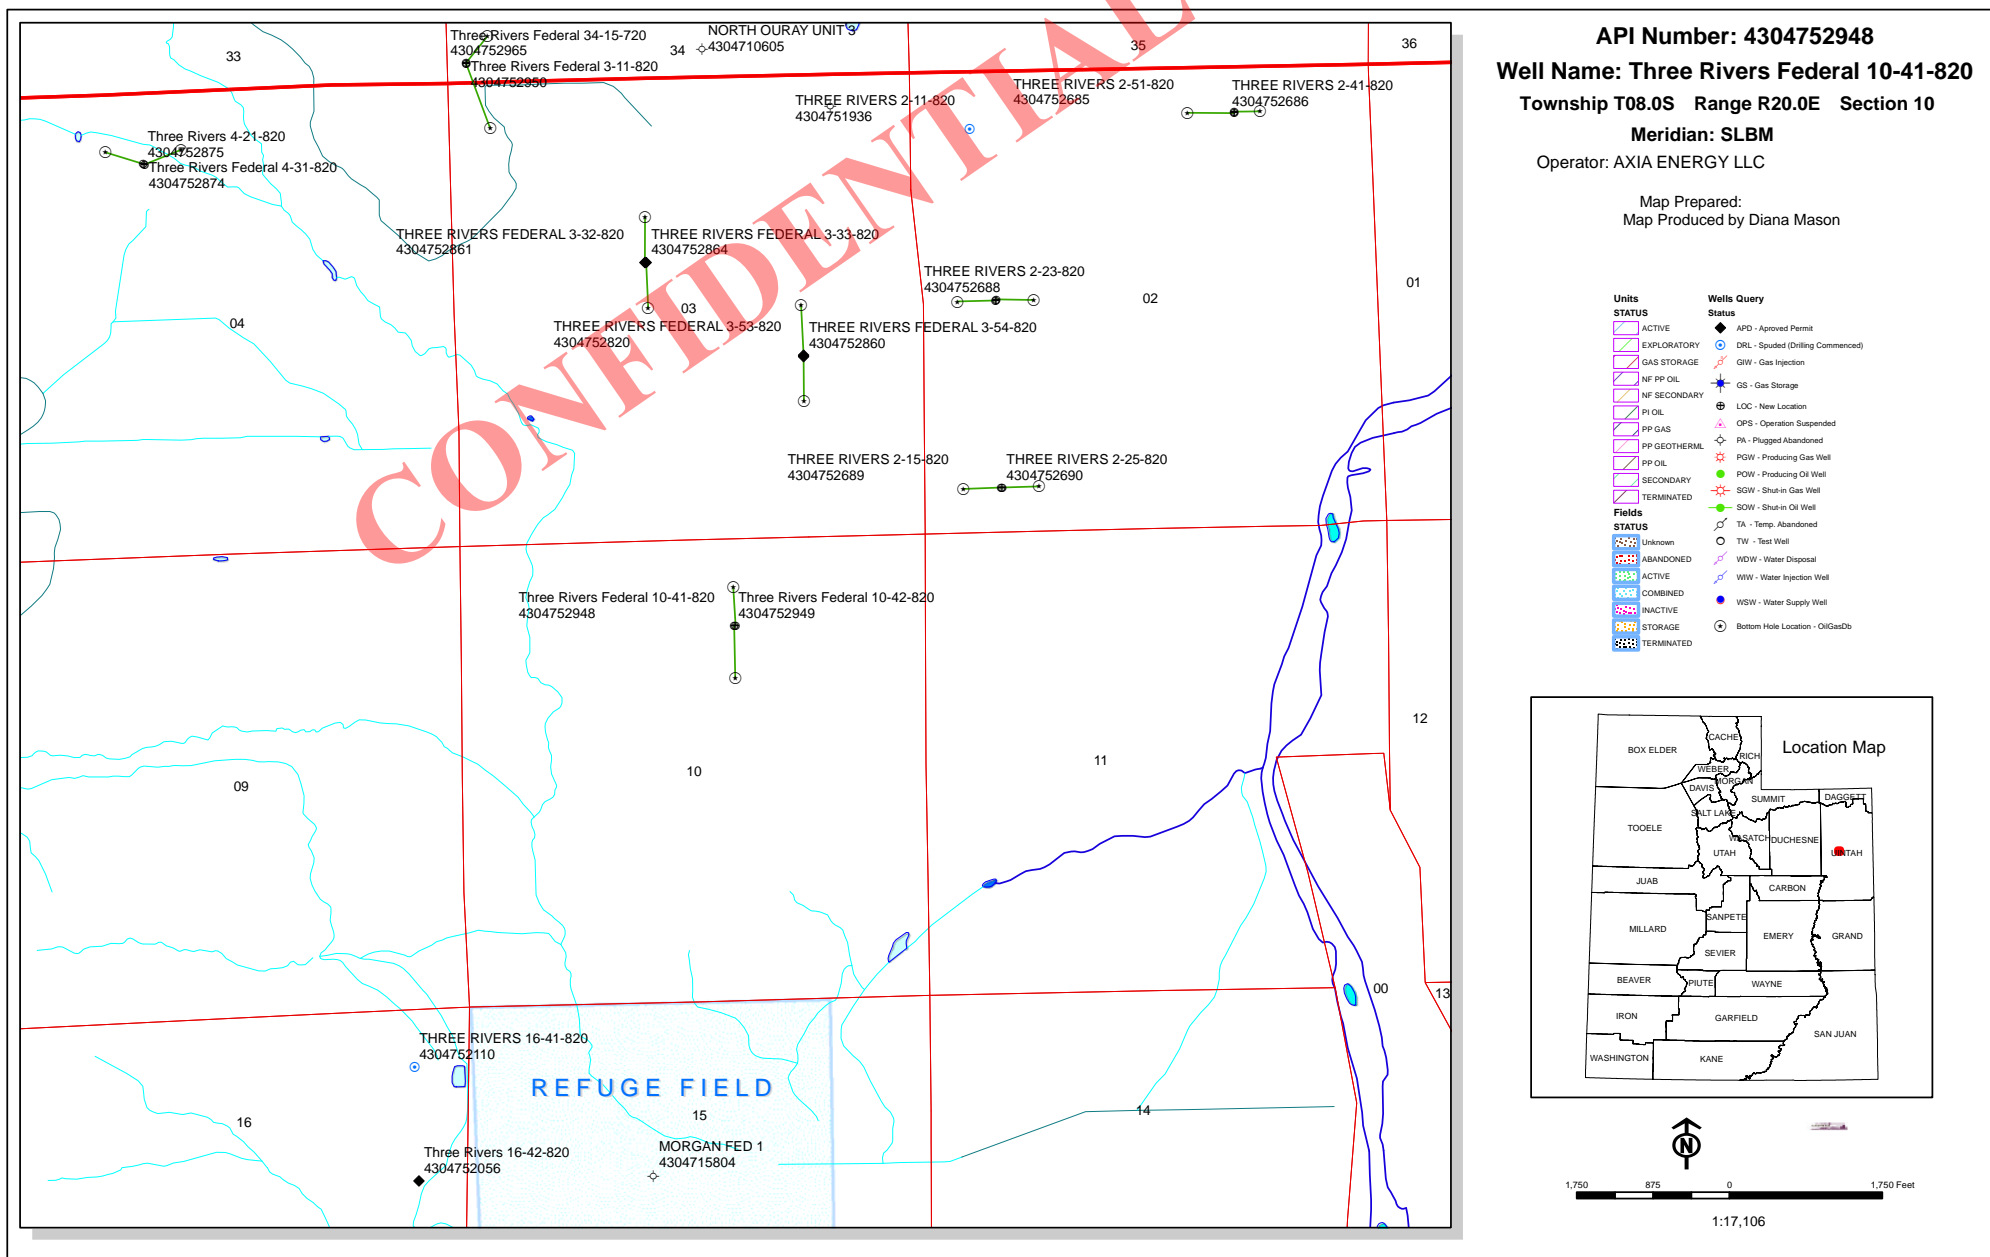 API Number: 4304752948
Well Name: Three Rivers Federal 10-41-820
Township T08.0S Range R20.0E Section 10
Meridian: SLBM
Operator: AXIA ENERGY LLC
Map Prepared:
Map Produced by Diana Mason
CONFIDENTIAL
33
Three Rivers Federal 34-15-720
4304752965
Three Rivers Federal 3-11-820
4304752950
34
NORTH OURAY UNIT 3
4304710605
35
36
THREE RIVERS 2-11-820
4304751936
THREE RIVERS 2-51-820
4304752685
THREE RIVERS 2-41-820
4304752686
Three Rivers 4-21-820
4304752875
Three Rivers Federal 4-31-820
4304752874
THREE RIVERS FEDERAL 3-32-820
4304752861
THREE RIVERS FEDERAL 3-33-820
4304752864
THREE RIVERS 2-23-820
4304752688
04
03
02
01
THREE RIVERS FEDERAL 3-53-820
4304752820
THREE RIVERS FEDERAL 3-54-820
4304752860
THREE RIVERS 2-15-820
4304752689
THREE RIVERS 2-25-820
4304752690
Three Rivers Federal 10-41-820
4304752948
Three Rivers Federal 10-42-820
4304752949
09
10
11
12
00
13
THREE RIVERS 16-41-820
4304752110
REFUGE FIELD
16
15
14
Three Rivers 16-42-820
4304752056
MORGAN FED 1
4304715804
Units
STATUS
ACTIVE
EXPLORATORY
GAS STORAGE
NF PP OIL
NF SECONDARY
PI OIL
PP GAS
PP GEOTHERML
PP OIL
SECONDARY
TERMINATED
Fields
STATUS
Unknown
ABANDONED
ACTIVE
COMBINED
INACTIVE
STORAGE
TERMINATED
Wells Query
Status
APD - Aproved Permit
DRL - Spuded (Drilling Commenced)
GIW - Gas Injection
GS - Gas Storage
LOC - New Location
OPS - Operation Suspended
PA - Plugged Abandoned
PGW - Producing Gas Well
POW - Producing Oil Well
SGW - Shut-in Gas Well
SOW - Shut-in Oil Well
TA - Temp. Abandoned
TW - Test Well
WDW - Water Disposal
WIW - Water Injection Well
WSW - Water Supply Well
Bottom Hole Location - OilGasDb
Location Map
BOX ELDER
CACHE
RICH
WEBER
MORGAN
DAVIS
SUMMIT
DAGGETT
SALT LAKE
TOOELE
WASATCH
DUCHESNE
UINTAH
UTAH
JUAB
CARBON
SANPETE
MILLARD
EMERY
GRAND
SEVIER
BEAVER
PIUTE
WAYNE
IRON
GARFIELD
SAN JUAN
WASHINGTON
KANE
N
1,750 875 0 1,750 Feet
1:17,106